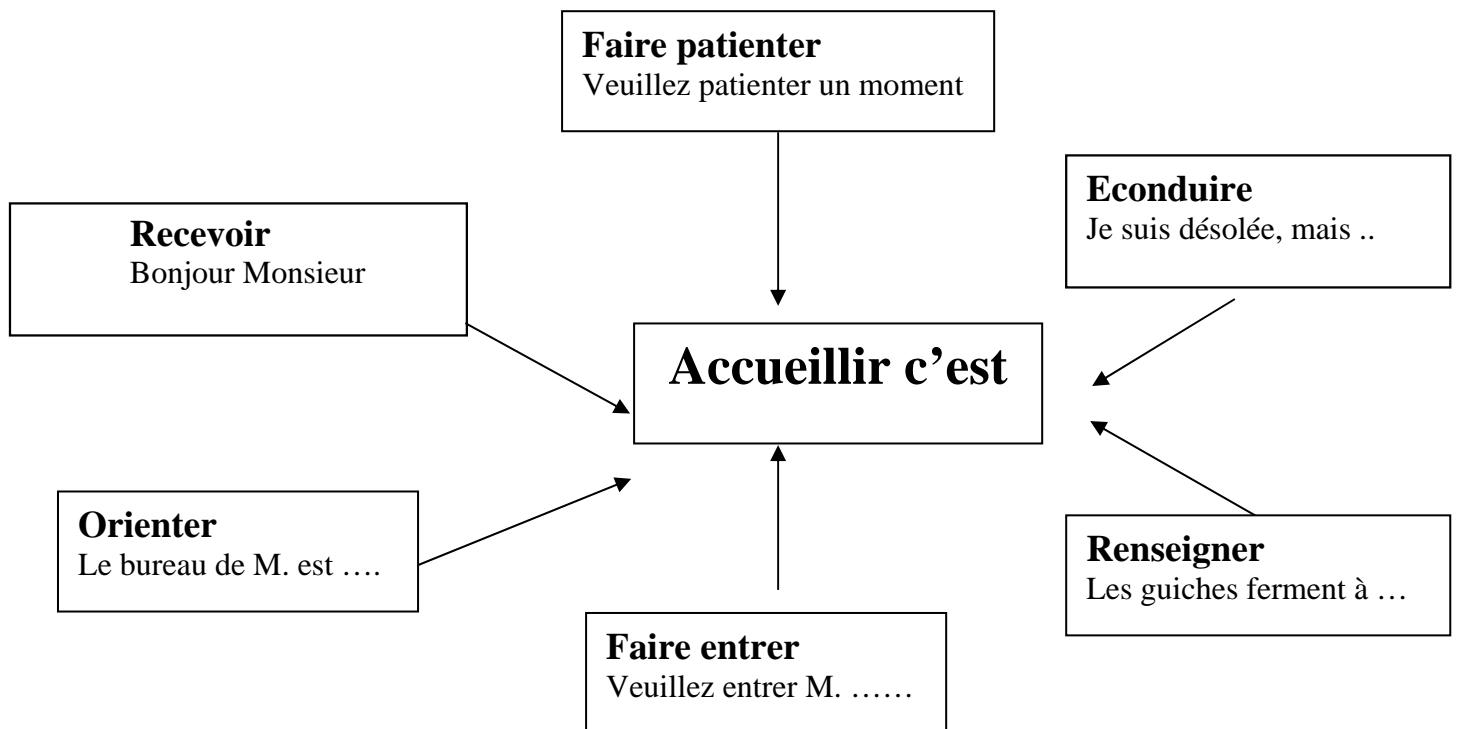 Faire patienter
Veuillez patienter un moment
Econduire
Je suis désolée, mais ..
Recevoir
Bonjour Monsieur
Accueillir c’est
Orienter
Le bureau de M. est ….
Renseigner
Les guiches ferment à …
Faire entrer
Veuillez entrer M. ……